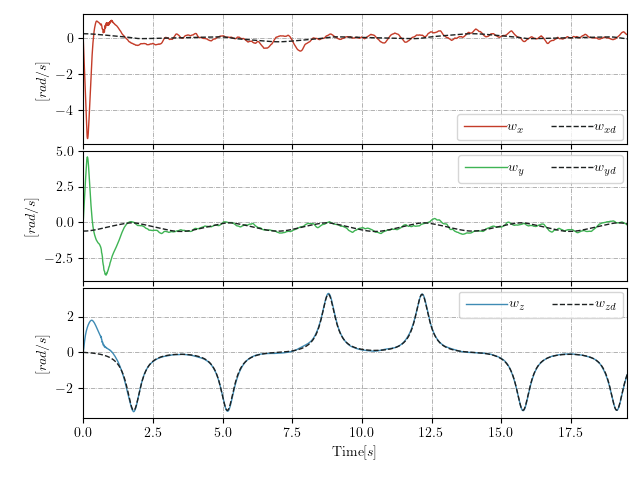 0
−2
−4
[rad/s]
w_x w_xd
5.0
2.5
0.0
−2.5
[rad/s]
w_y w_yd
2
0
−2
[rad/s]
w_z w_zd
0.0 2.5 5.0 7.5 10.0 12.5 15.0 17.5
Time[s]